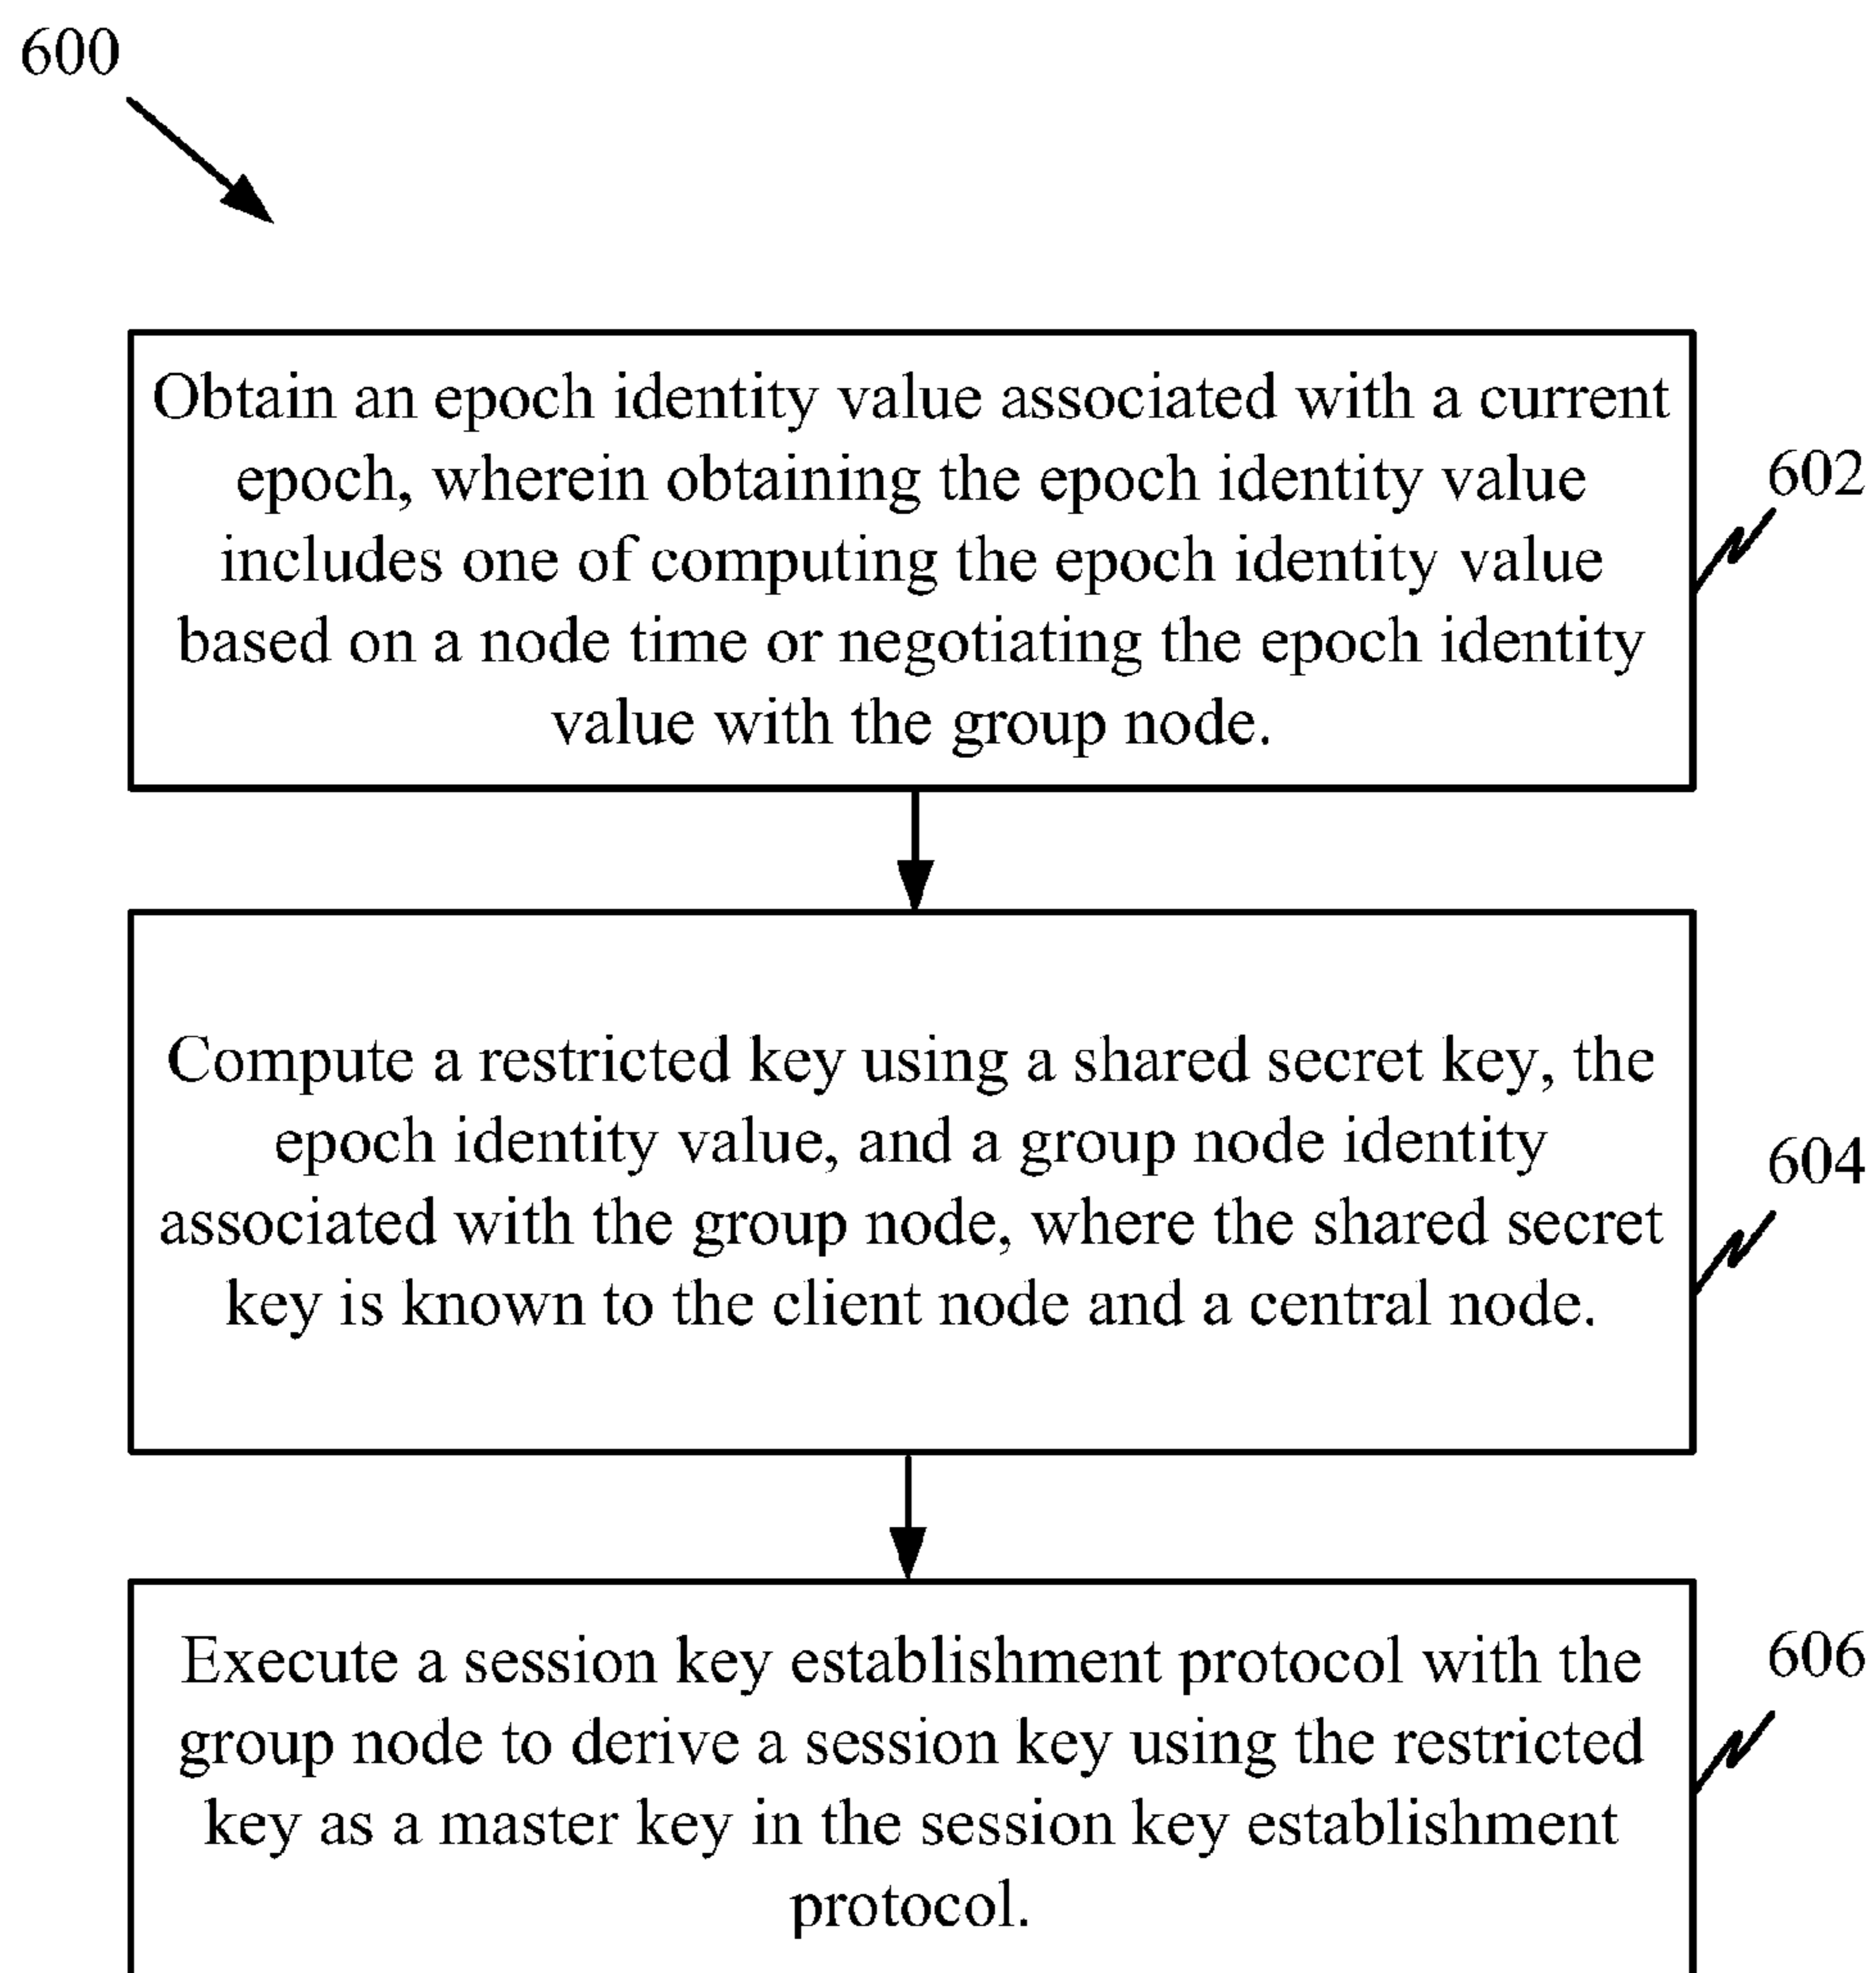 600
Obtain an epoch identity value associated with a current
epoch, wherein obtaining the epoch identity value
includes one of computing the epoch identity value
based on a node time or negotiating the epoch identity
value with the group node.
602
Compute a restricted key using a shared secret key, the
epoch identity value, and a group node identity
associated with the group node, where the shared secret
key is known to the client node and a central node.
604
Execute a session key establishment protocol with the
group node to derive a session key using the restricted
key as a master key in the session key establishment
protocol.
606